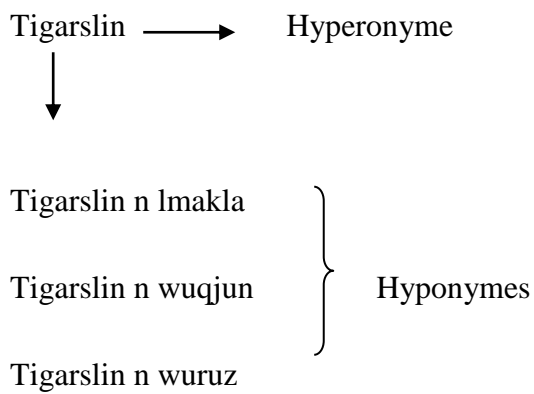 Tigarslin Hyperonyme
Tigarslin n lmakla
Tigarslin n wuqjun Hyponymes
Tigarslin n wuruz